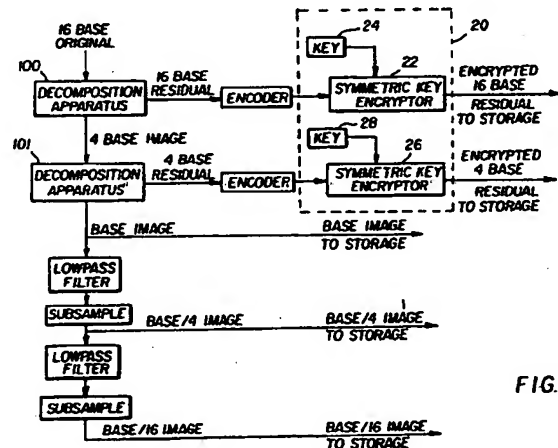 16 BASE
ORIGINAL
100
DECOMPOSITION
APPARATUS
16 BASE
RESIDUAL
ENCODER
24
KEY
22
SYMMETRIC KEY
ENCRYPTOR
20
ENCRYPTED
16 BASE
RESIDUAL
TO STORAGE
4 BASE IMAGE
101
DECOMPOSITION
APPARATUS'
4 BASE
RESIDUAL
ENCODER
28
KEY
26
SYMMETRIC KEY
ENCRYPTOR'
ENCRYPTED
4 BASE
RESIDUAL
TO STORAGE
BASE IMAGE
BASE IMAGE
TO STORAGE
LOWPASS
FILTER
SUBSAMPLE
BASE/4 IMAGE
BASE/4 IMAGE
TO STORAGE
LOWPASS
FILTER
SUBSAMPLE
BASE/16 IMAGE
BASE/16 IMAGE
TO STORAGE
FIG.